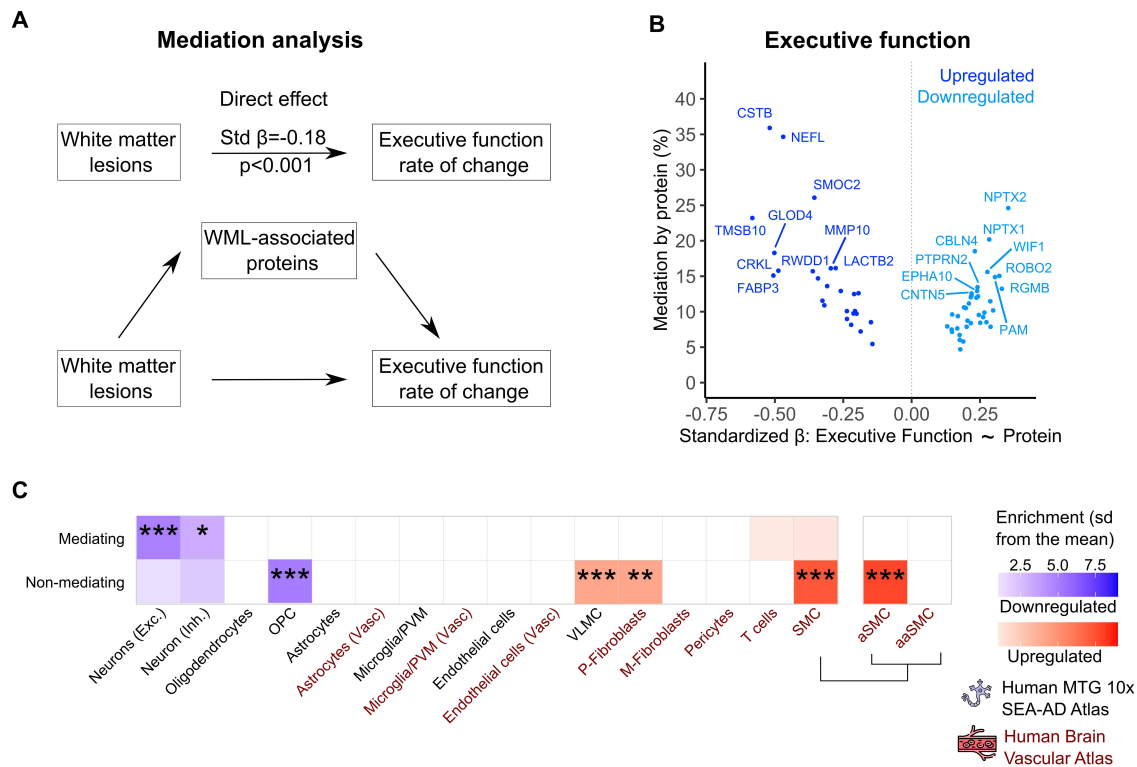 A
Mediation analysis
Direct effect
White matter
lesions
Std β=-0.18
p<0.001
Executive function
rate of change
WML-associated
proteins
White matter
lesions
Executive function
rate of change
B
Executive function
Upregulated
Downregulated
Mediation by protein (%)
40
35
30
25
20
15
10
5
0
CSTB
NEFL
SMOC2
GLOD4
TMSB10
MMP10
CRKL
RWDD1
LACTB2
FABP3
NPTX2
NPTX1
CBLN4
WIF1
PTPRN2
ROBO2
EPHA10
RGMB
CNTN5
PAM
-0.75
-0.50
-0.25
0.00
0.25
Standardized β: Executive Function ~ Protein
C
Mediating
*** *
Non-mediating
*** *** ** *** ***
Neurons (Exc.)
Neuron (Inh.)
Oligodendrocytes
OPC
Astrocytes
Astrocytes (Vasc)
Microglia/PVM
Microglia/PVM (Vasc)
Endothelial cells
Endothelial cells (Vasc)
VLMC
P-Fibroblasts
M-Fibroblasts
Pericytes
T cells
SMC
aSMC
aaSMC
Enrichment (sd
from the mean)
2.5 5.0 7.5
Downregulated
Upregulated
Human MTG 10x
SEA-AD Atlas
Human Brain
Vascular Atlas